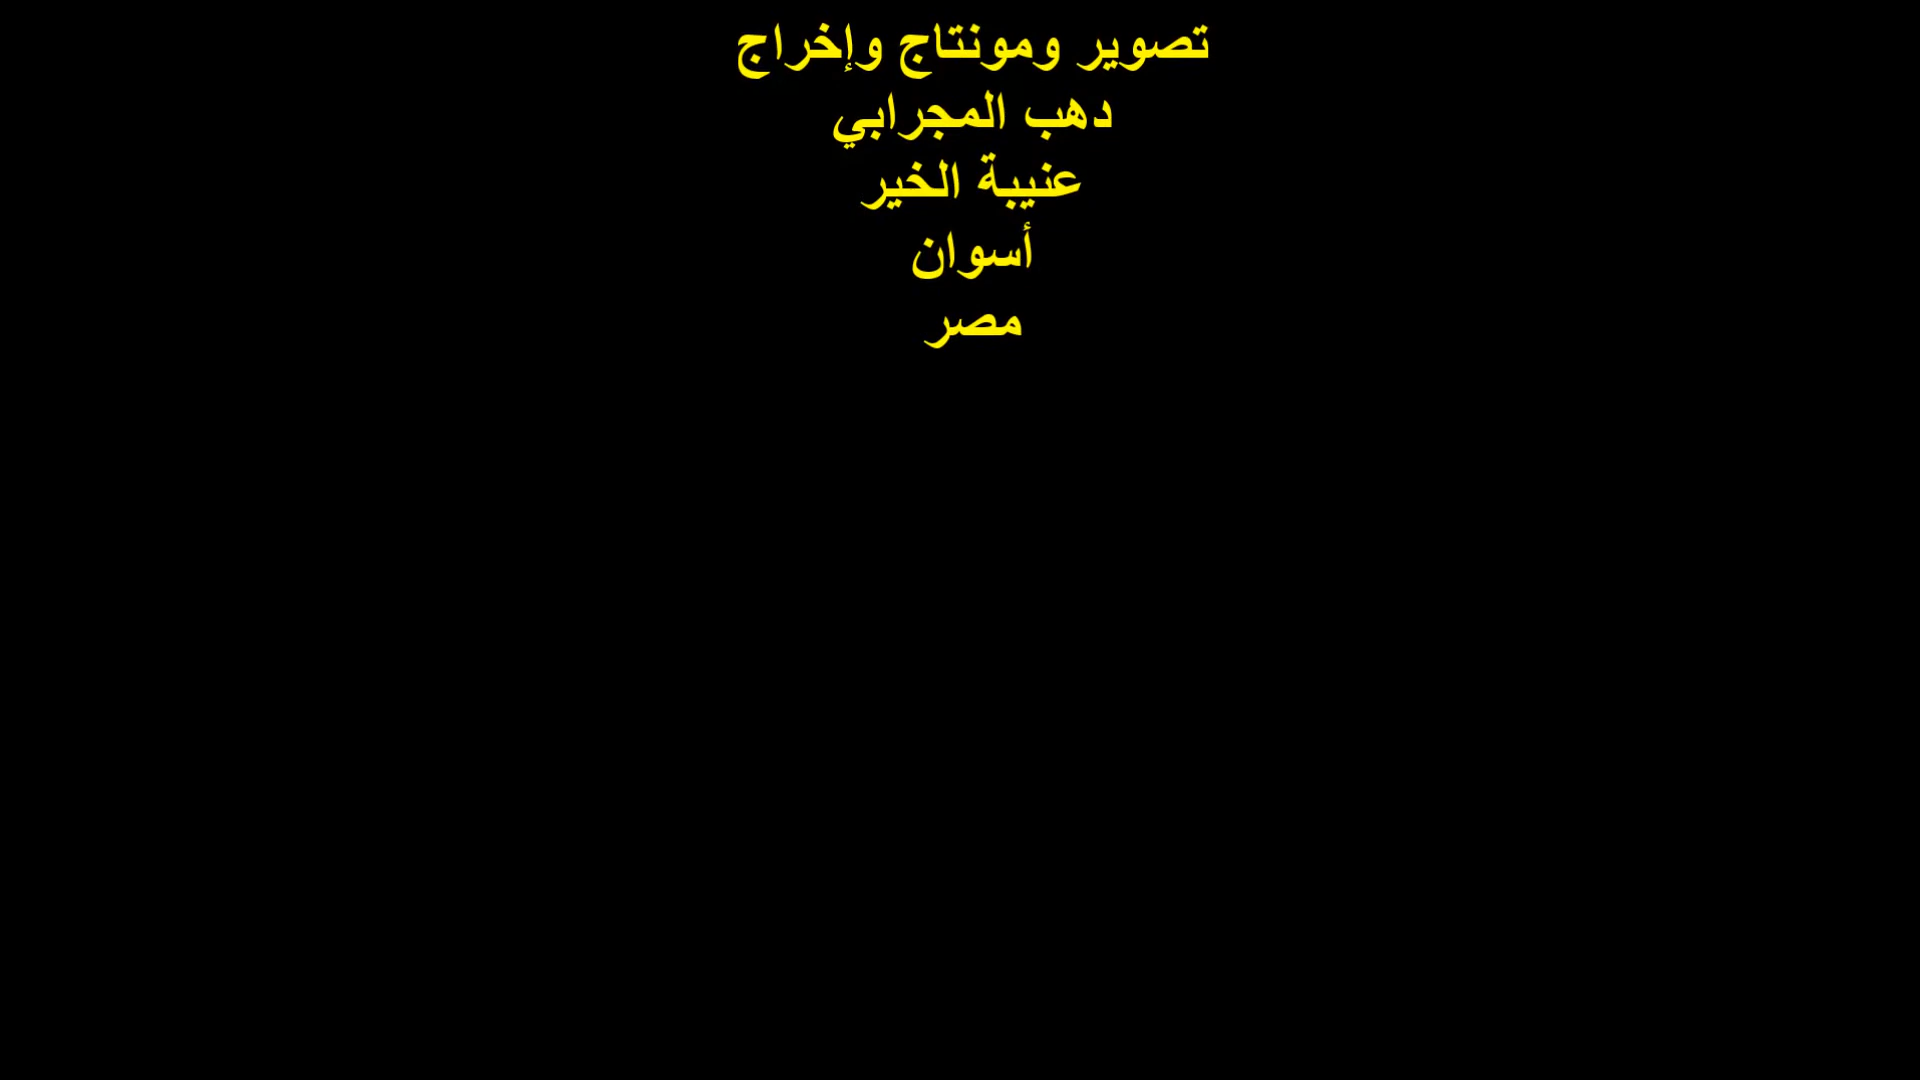 تصوير ومونتاج وإخراج
دهب المجرابي
عنيبة الخير
أسوان
مصر